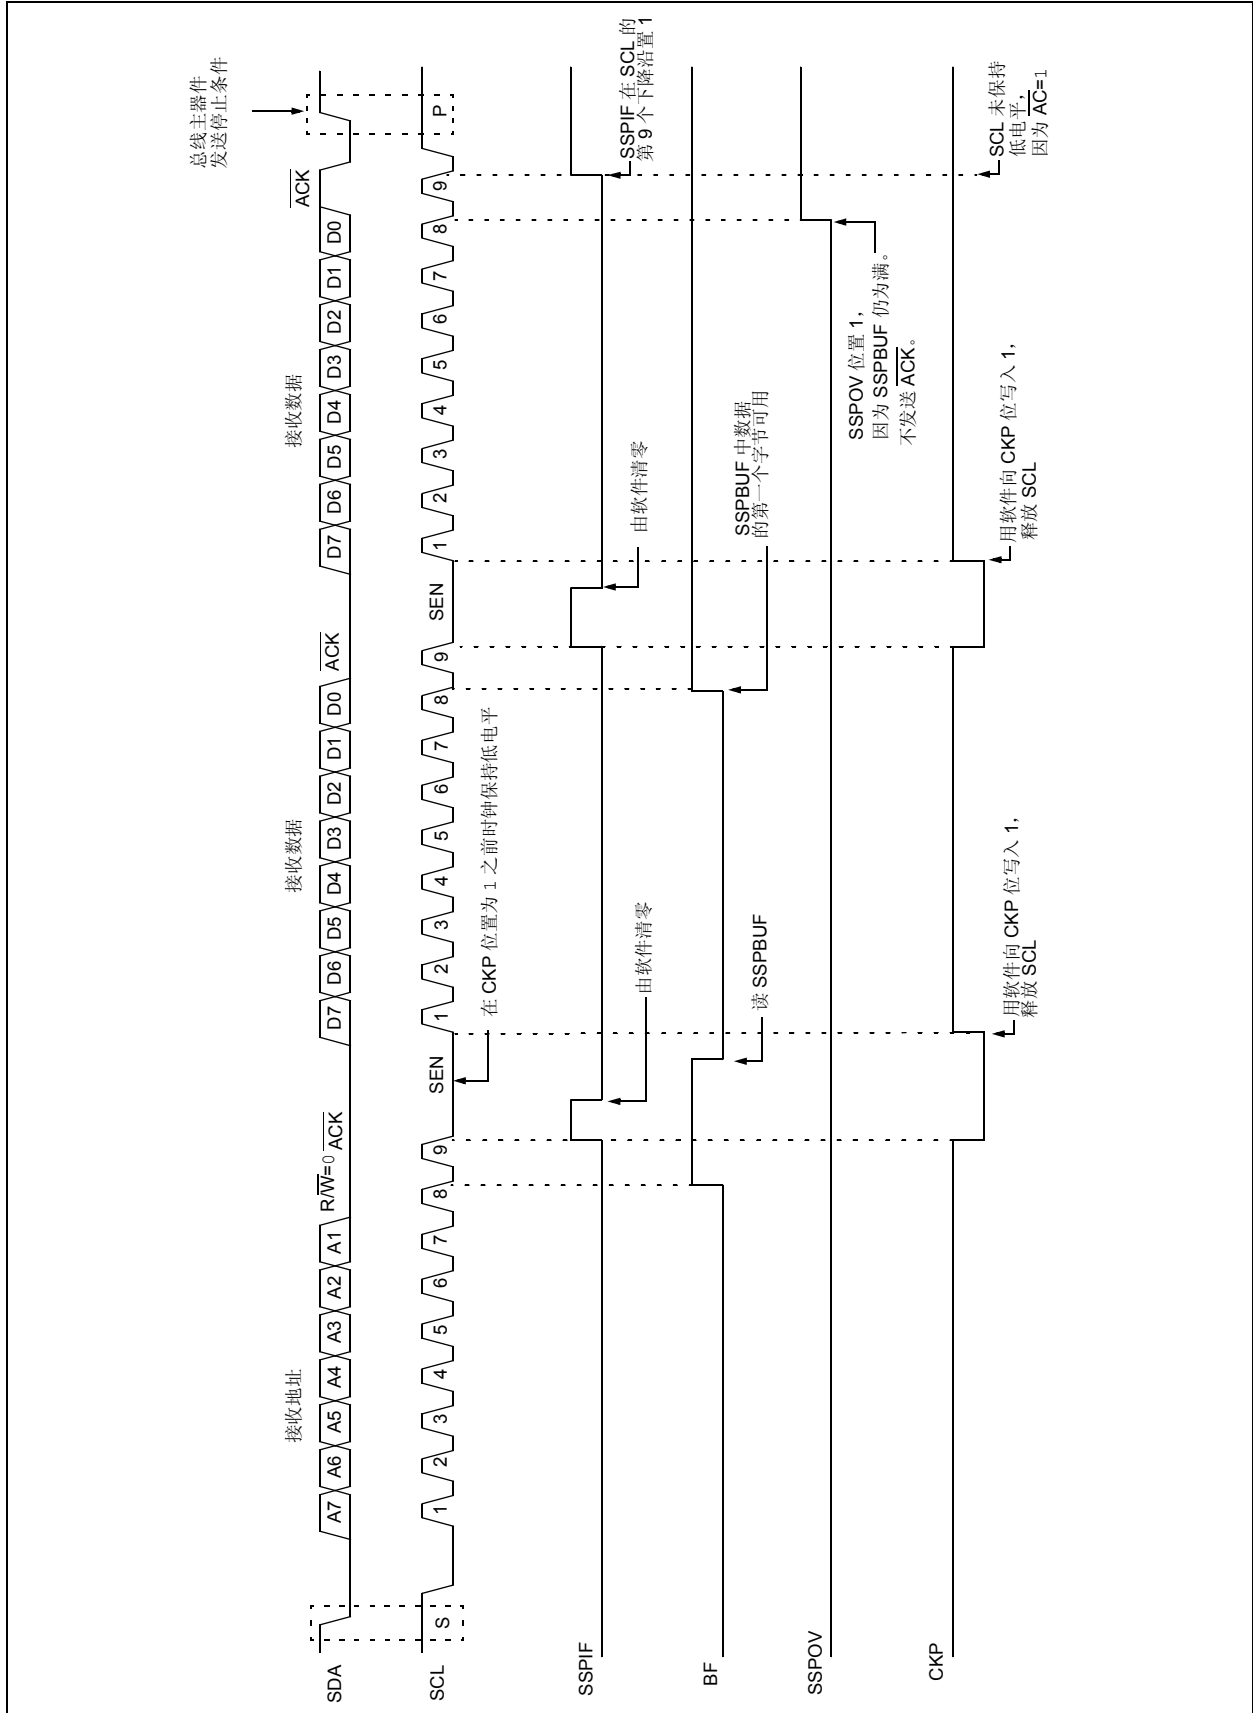 总线主器件
发送停止条件
接收地址
R/W=0
ACK
接收数据
ACK
接收数据
ACK
SDA
A7 A6 A5 A4 A3 A2 A1
D7 D6 D5 D4 D3 D2 D1 D0
D7 D6 D5 D4 D3 D2 D1 D0
SCL
S
1 2 3 4 5 6 7 8 9
SEN
1 2 3 4 5 6 7 8 9
SEN
1 2 3 4 5 6 7 8 9
P
在 CKP 位置为 1 之前时钟保持低电平
SSPIF
由软件清零
由软件清零
SSPIF 在 SCL 的
第 9 个下降沿置 1
BF
读 SSPBUF
SSPBUF 中数据
的第一个字节可用
SSPOV
SSPOV 位置 1，
因为 SSPBUF 仍为满。
不发送 ACK。
CKP
用软件向 CKP 位写入 1，
释放 SCL
用软件向 CKP 位写入 1，
释放 SCL
SCL 未保持
低电平，
因为 AC=1